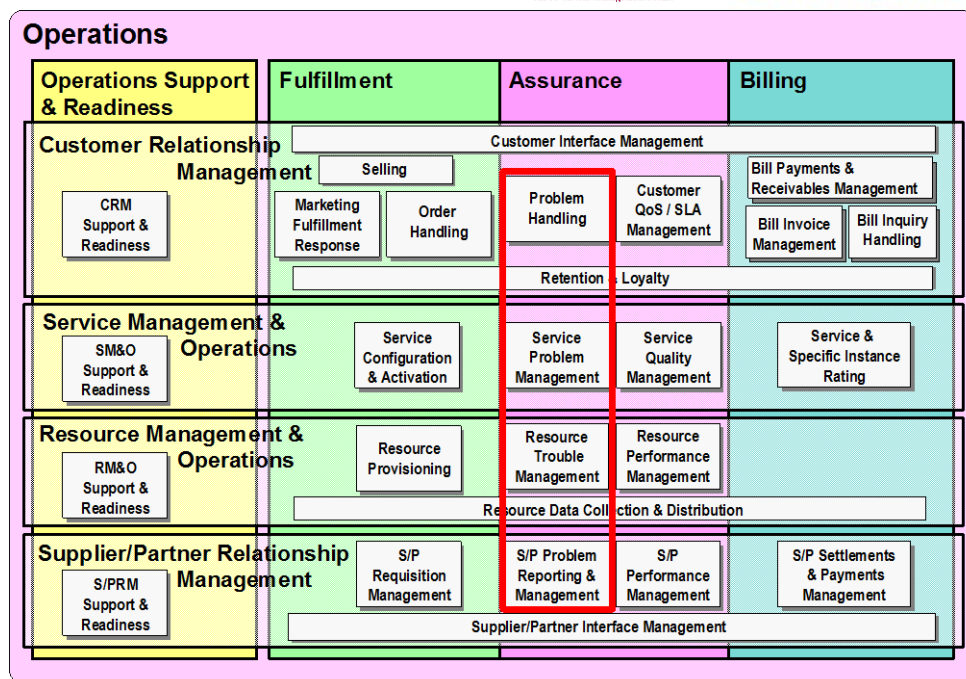 Operations
Operations Support
& Readiness
Fulfillment
Assurance
Billing
Customer Relationship
Management
Customer Interface Management
Selling
CRM
Support &
Readiness
Marketing
Fulfillment
Response
Order
Handling
Problem
Handling
Customer
QoS / SLA
Management
Bill Payments &
Receivables Management
Bill Invoice
Management
Bill Inquiry
Handling
Retention & Loyalty
Service Management &
Operations
SM&O
Support &
Readiness
Service
Configuration
& Activation
Service
Problem
Management
Service
Quality
Management
Service &
Specific Instance
Rating
Resource Management &
Operations
RM&O
Support &
Readiness
Resource
Provisioning
Resource
Trouble
Management
Resource
Performance
Management
Resource Data Collection & Distribution
Supplier/Partner Relationship
Management
S/PRM
Support &
Readiness
S/P
Requisition
Management
S/P Problem
Reporting &
Management
S/P
Performance
Management
S/P Settlements
& Payments
Management
Supplier/Partner Interface Management